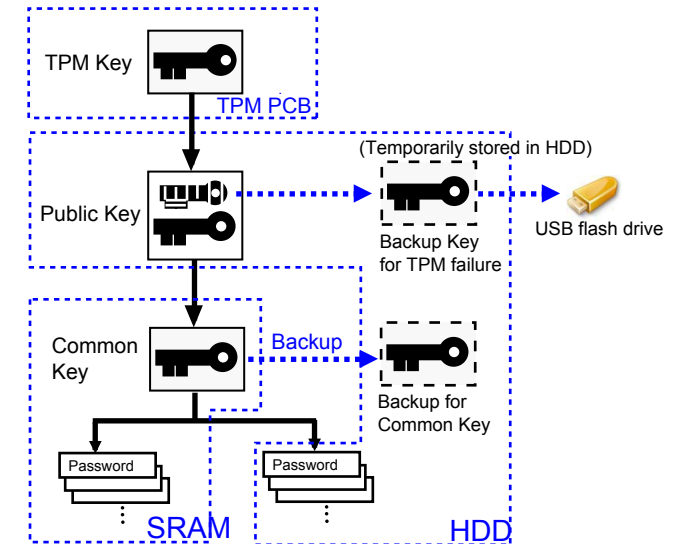 TPM Key
TPM PCB
(Temporarily stored in HDD)
Public Key
Backup Key
for TPM failure
USB flash drive
Common
Key
Backup
Backup for
Common Key
Password
Password
SRAM
HDD